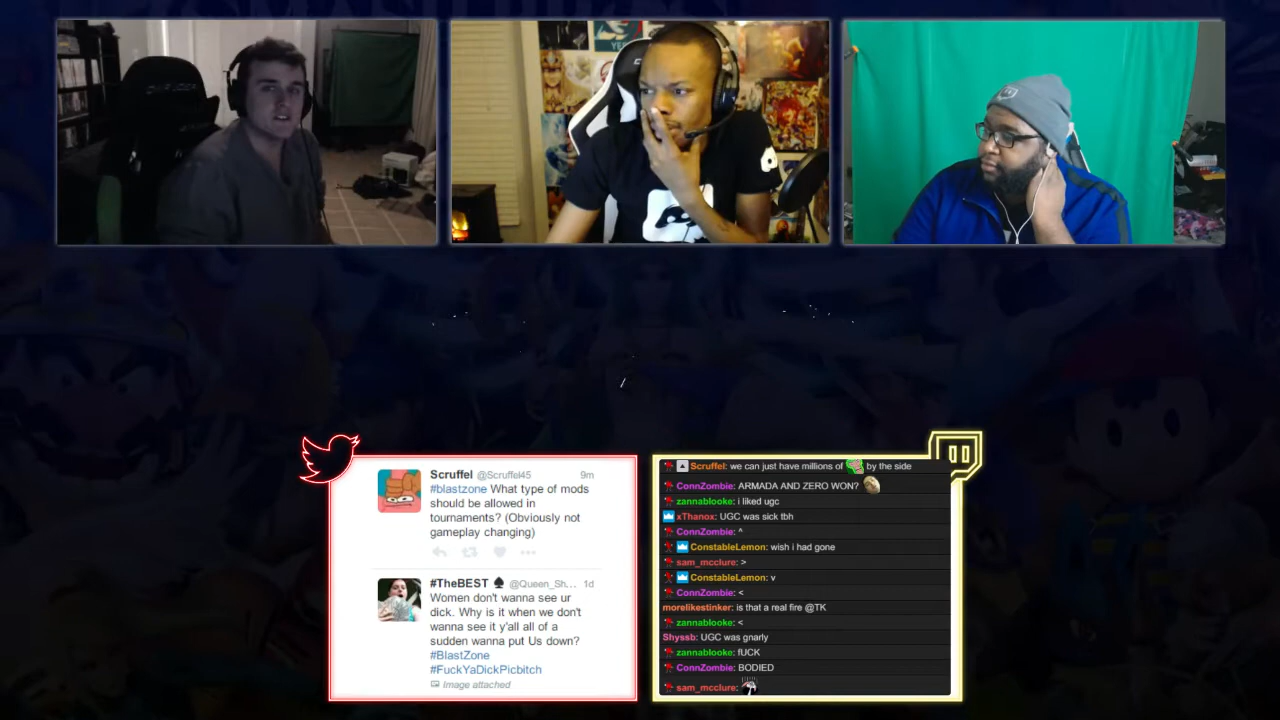 Scruffel @Scruffel45 9m
#blastzone What type of mods
should be allowed in
tournaments? (Obviously not
gameplay changing)
#TheBEST ♠ @Queen_Sh... 1d
Women don't wanna see ur
dick. Why is it when we don't
wanna see it y'all all of a
sudden wanna put Us down?
#BlastZone
#FuckYaDickPicbitch
Image attached
Scruffel: we can just have millions of by the side
ConnZombie: ARMADA AND ZERO WON?
zannablooke: i liked ugc
xThanox: UGC was sick tbh
ConnZombie: ^
ConstableLemon: wish i had gone
sam_mcclure: >
ConstableLemon: v
ConnZombie: <
morelikestinker: is that a real fire @TK
zannablooke: <
Shyssb: UGC was gnarly
zannablooke: fUCK
ConnZombie: BODIED
sam_mcclure: